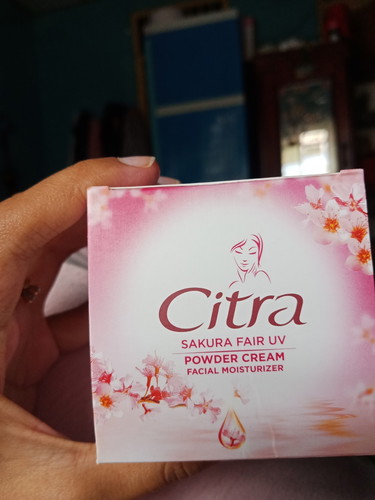 Citra
SAKURA FAIR UV
POWDER CREAM
FACIAL MOISTURIZER